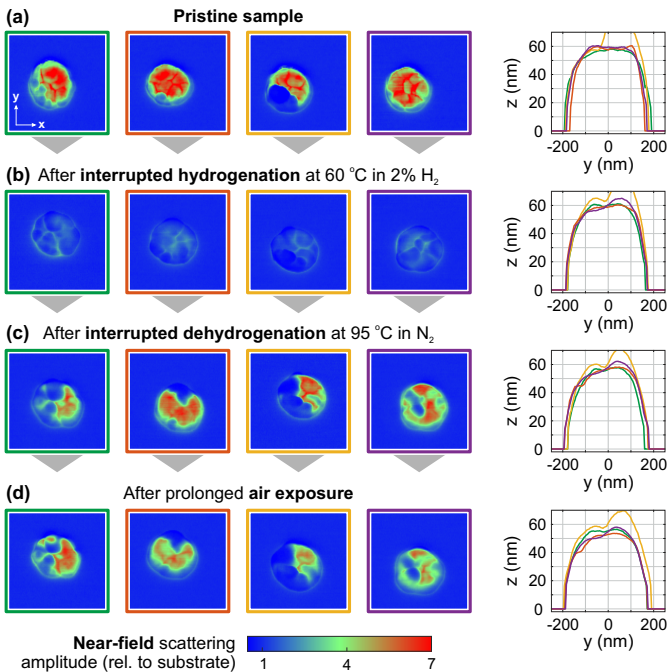 (a) Pristine sample
y
x
z (nm)
60
40
20
0
-200 0 200
y (nm)
(b) After interrupted hydrogenation at 60 °C in 2% H₂
z (nm)
60
40
20
0
-200 0 200
y (nm)
(c) After interrupted dehydrogenation at 95 °C in N₂
z (nm)
60
40
20
0
-200 0 200
y (nm)
(d) After prolonged air exposure
z (nm)
60
40
20
0
-200 0 200
y (nm)
Near-field scattering
amplitude (rel. to substrate)
1 4 7